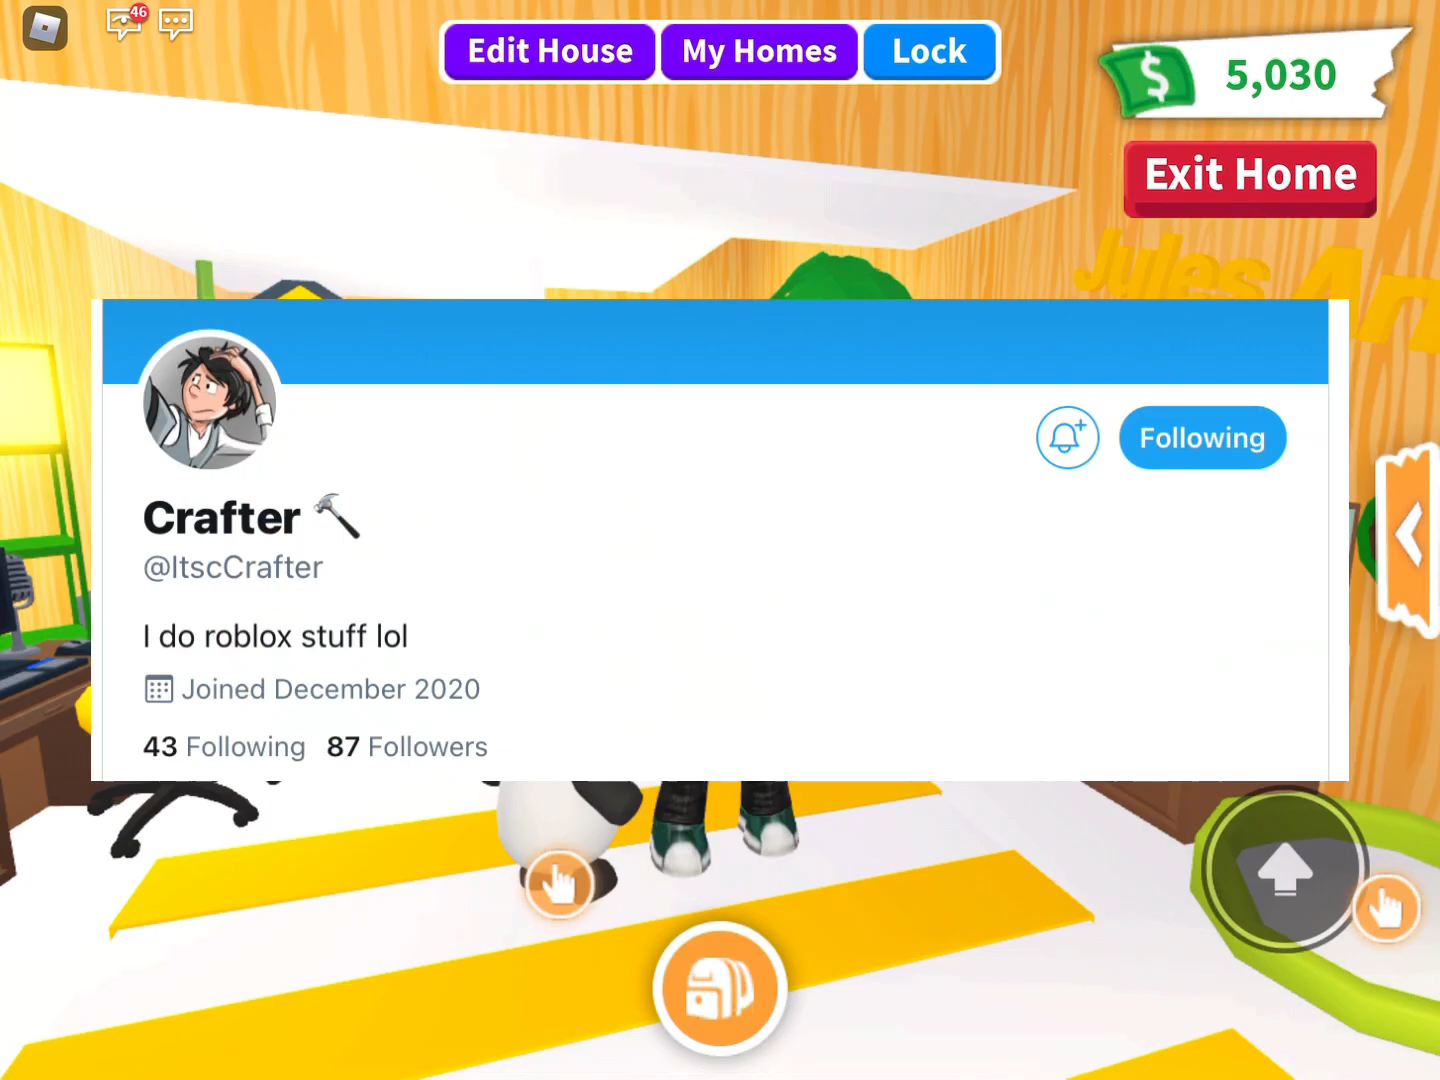 46
Edit House
My Homes
Lock
$ 5,030
Exit Home
Jules
Following
Crafter 🔨
@ItscCrafter
I do roblox stuff lol
Joined December 2020
43 Following 87 Followers